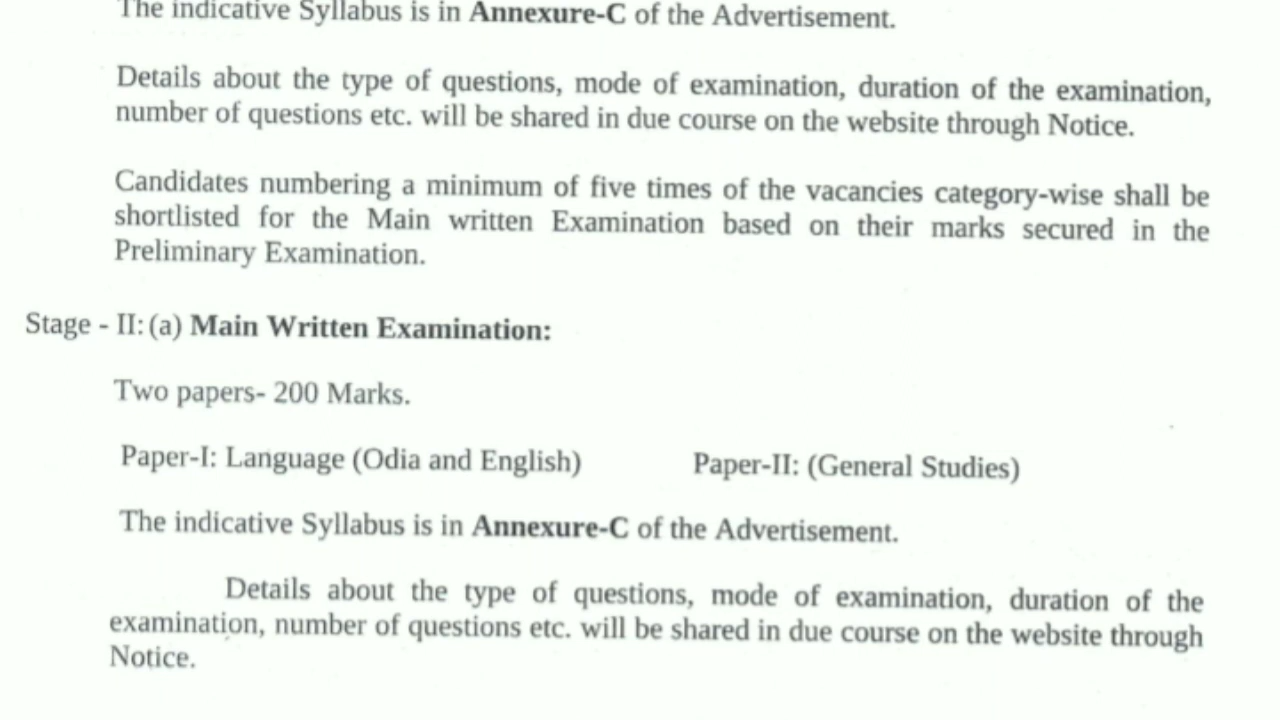 The indicative Syllabus is in Annexure-C of the Advertisement.
Details about the type of questions, mode of examination, duration of the examination,
number of questions etc. will be shared in due course on the website through Notice.
Candidates numbering a minimum of five times of the vacancies category-wise shall be
shortlisted for the Main written Examination based on their marks secured in the
Preliminary Examination.
Stage - II: (a) Main Written Examination:
Two papers- 200 Marks.
Paper-I: Language (Odia and English) Paper-II: (General Studies)
The indicative Syllabus is in Annexure-C of the Advertisement.
Details about the type of questions, mode of examination, duration of the
examination, number of questions etc. will be shared in due course on the website through
Notice.